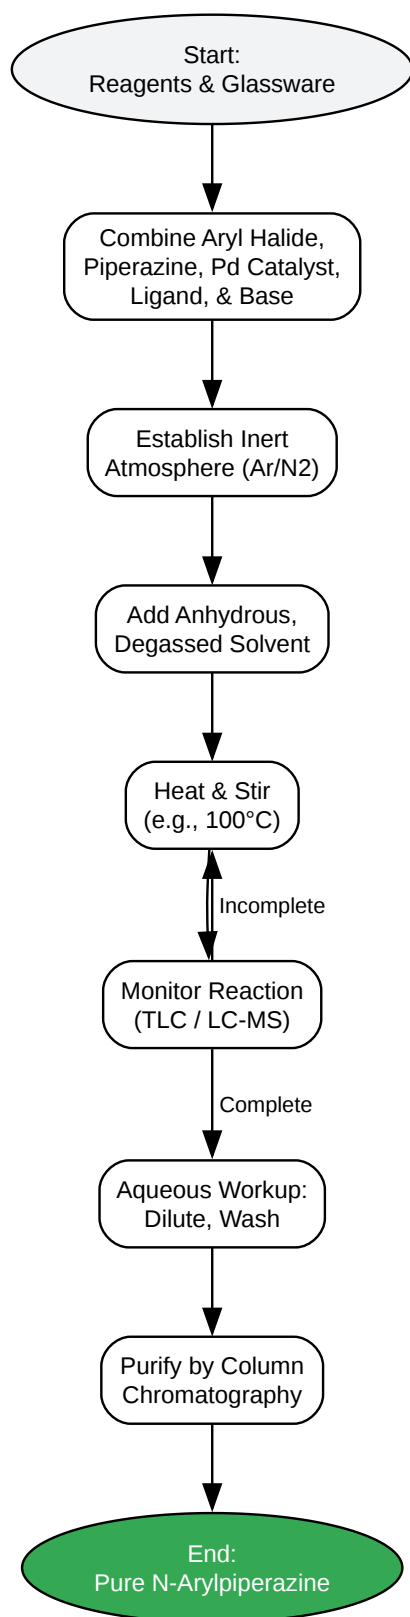 Start:
Reagents & Glassware
Combine Aryl Halide,
Piperazine, Pd Catalyst,
Ligand, & Base
Establish Inert
Atmosphere (Ar/N2)
Add Anhydrous,
Degassed Solvent
Heat & Stir
(e.g., 100°C)
Incomplete
Monitor Reaction
(TLC / LC-MS)
Complete
Aqueous Workup:
Dilute, Wash
Purify by Column
Chromatography
End:
Pure N-Arylpiperazine